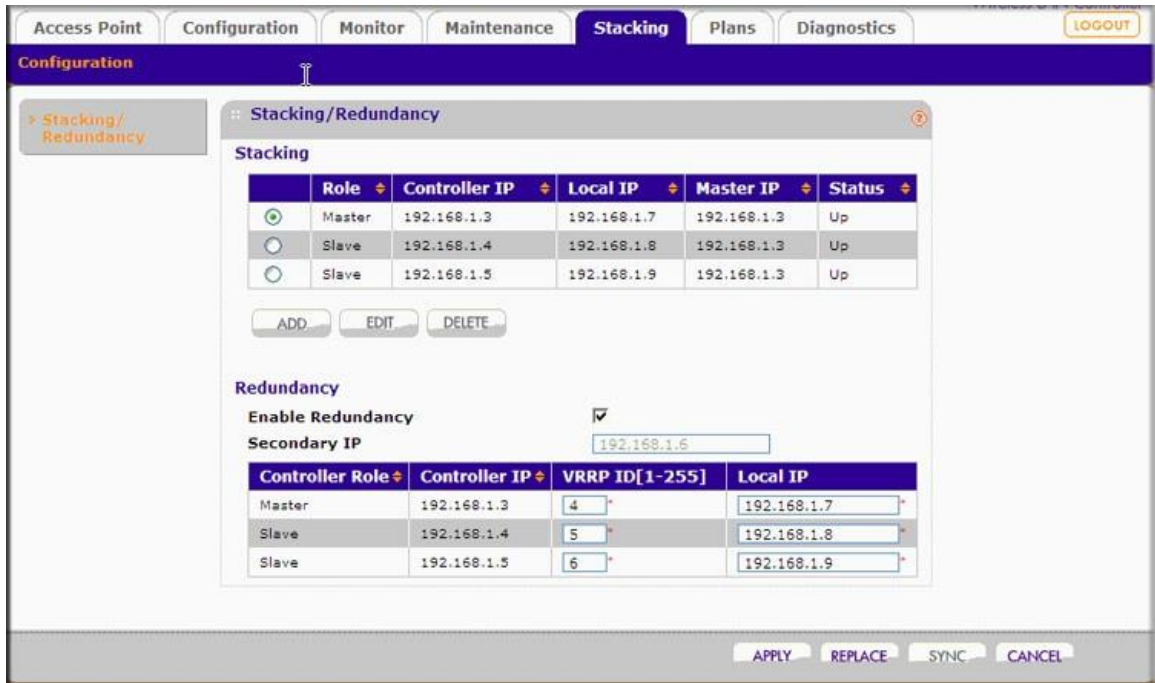 Access Point Configuration Monitor Maintenance Stacking Plans Diagnostics LOGOUT
Configuration
Stacking/
Redundancy
Stacking/Redundancy
Stacking
Role Controller IP Local IP Master IP Status
Master 192.168.1.3 192.168.1.7 192.168.1.3 Up
Slave 192.168.1.4 192.168.1.8 192.168.1.3 Up
Slave 192.168.1.5 192.168.1.9 192.168.1.3 Up
ADD EDIT DELETE
Redundancy
Enable Redundancy
Secondary IP 192.168.1.6
Controller Role Controller IP VRRP ID[1-255] Local IP
Master 192.168.1.3 4 * 192.168.1.7 *
Slave 192.168.1.4 5 * 192.168.1.8 *
Slave 192.168.1.5 6 * 192.168.1.9 *
APPLY REPLACE SYNC CANCEL